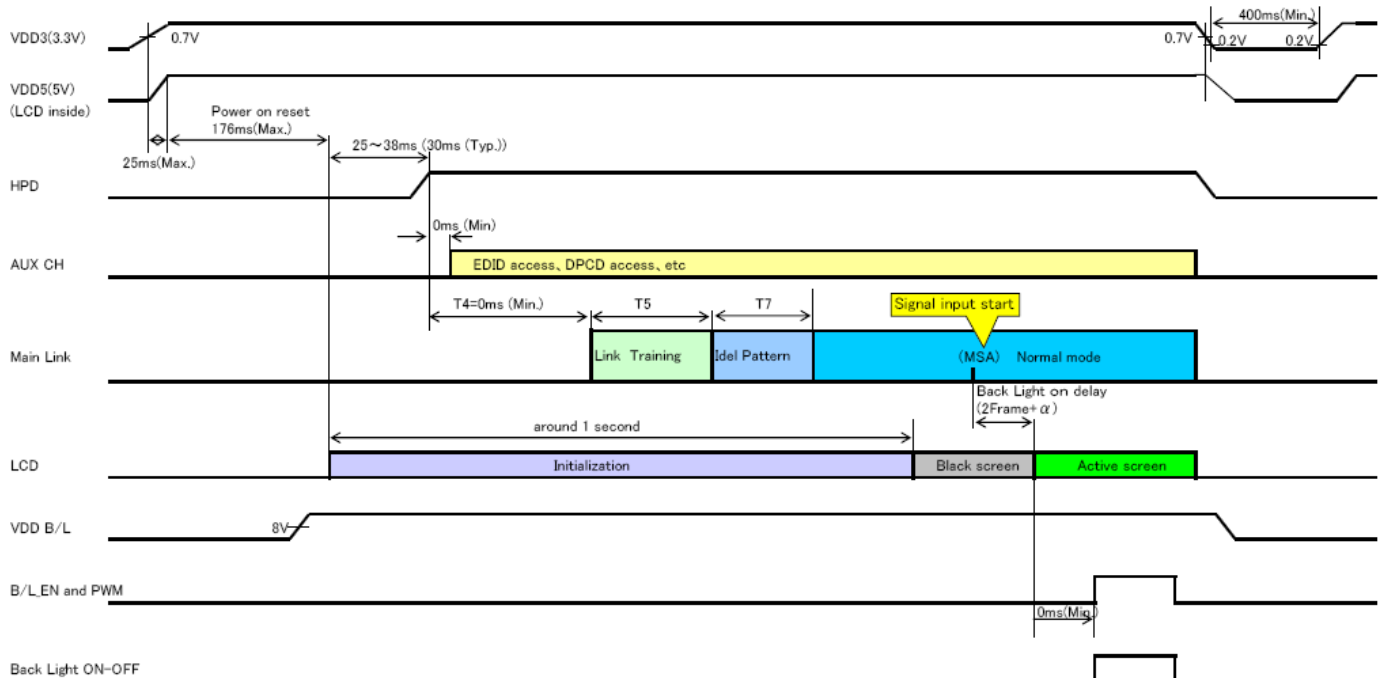 400ms(Min.)
VDD3(3.3V)
0.7V
0.7V
0.2V
0.2V
VDD5(5V)
(LCD inside)
Power on reset
176ms(Max.)
25～38ms (30ms (Typ.))
25ms(Max.)
HPD
0ms (Min)
AUX CH
EDID access、DPCD access、etc
T4=0ms (Min.)
T5
T7
Signal input start
Main Link
Link Training
Idel Pattern
(MSA) Normal mode
Back Light on delay
(2Frame+α)
around 1 second
LCD
Initialization
Black screen
Active screen
VDD B/L
8V
B/L_EN and PWM
0ms(Min.)
Back Light ON-OFF